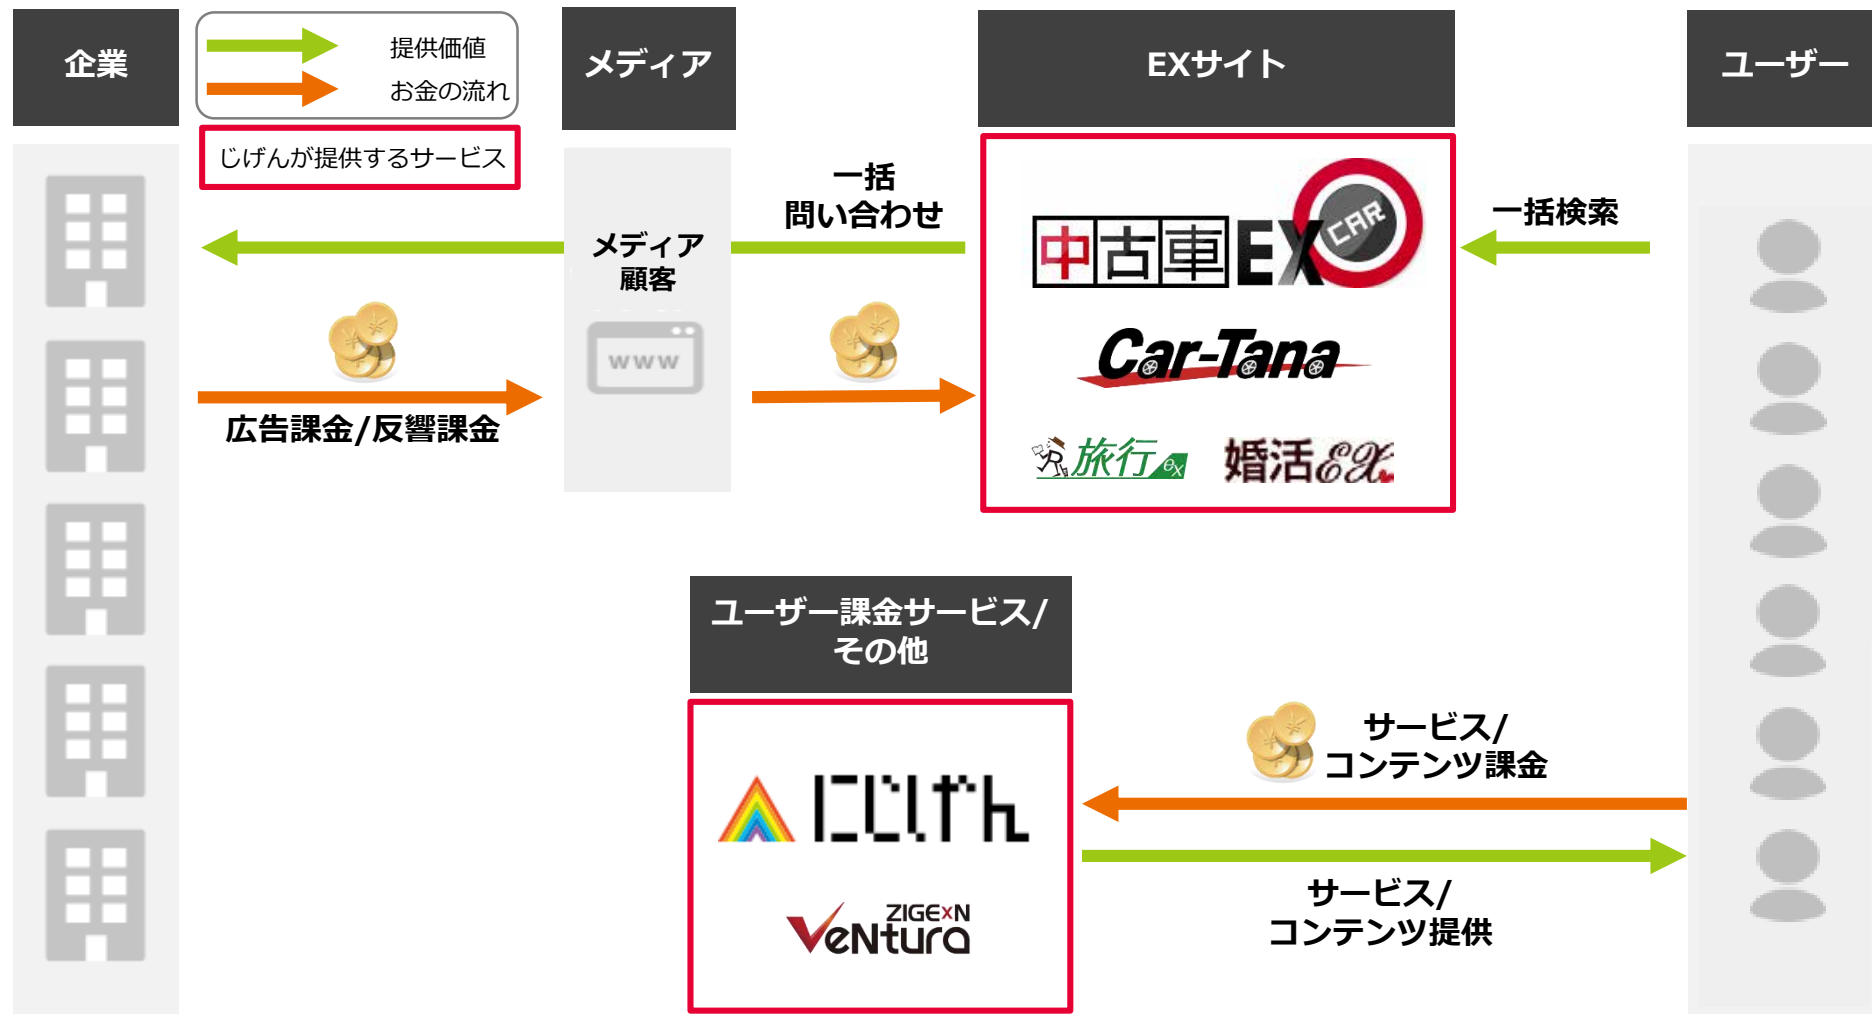 企業
提供価値
お金の流れ
じげんが提供するサービス
メディア
EXサイト
ユーザー
メディア
顧客
www
一括
問い合わせ
一括検索
中古車EX
CAR
Car-Tana
旅行ex
婚活EX
広告課金/反響課金
ユーザー課金サービス/
その他
にじげん
ZIGExN
VeNtura
サービス/
コンテンツ課金
サービス/
コンテンツ提供